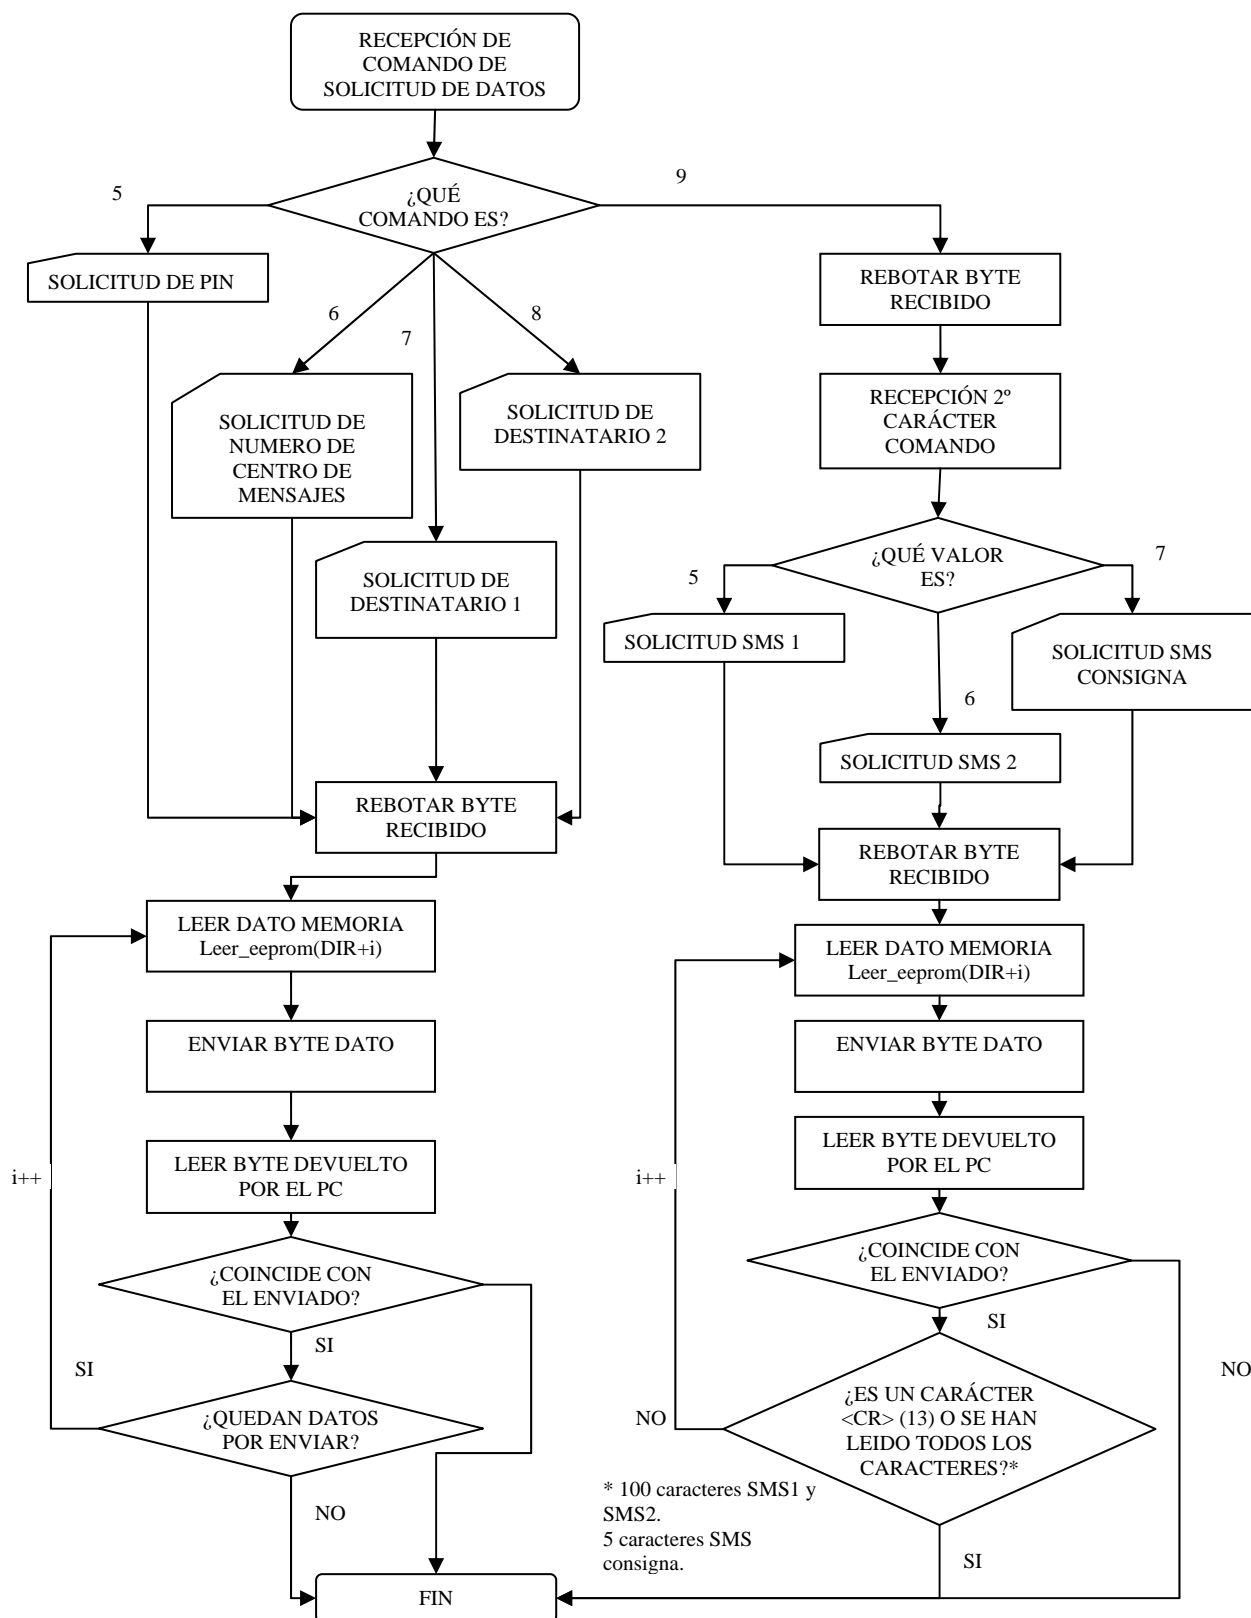 RECEPCIÓN DE
COMANDO DE
SOLICITUD DE DATOS
¿QUÉ
COMANDO ES?
5
9
SOLICITUD DE PIN
6
7
8
SOLICITUD DE
NUMERO DE
CENTRO DE
MENSAJES
SOLICITUD DE
DESTINATARIO 2
SOLICITUD DE
DESTINATARIO 1
REBOTAR BYTE
RECIBIDO
LEER DATO MEMORIA
Leer_eeprom(DIR+i)
ENVIAR BYTE DATO
LEER BYTE DEVUELTO
POR EL PC
i++
¿COINCIDE CON
EL ENVIADO?
SI
SI
¿QUEDAN DATOS
POR ENVIAR?
NO
REBOTAR BYTE
RECIBIDO
RECEPCIÓN 2º
CARÁCTER
COMANDO
¿QUÉ VALOR
ES?
5
7
SOLICITUD SMS 1
SOLICITUD SMS
CONSIGNA
6
SOLICITUD SMS 2
REBOTAR BYTE
RECIBIDO
LEER DATO MEMORIA
Leer_eeprom(DIR+i)
ENVIAR BYTE DATO
LEER BYTE DEVUELTO
POR EL PC
i++
¿COINCIDE CON
EL ENVIADO?
SI
NO
¿ES UN CARÁCTER
<CR> (13) O SE HAN
LEIDO TODOS LOS
CARACTERES?*
NO
* 100 caracteres SMS1 y
SMS2.
5 caracteres SMS
consigna.
SI
FIN